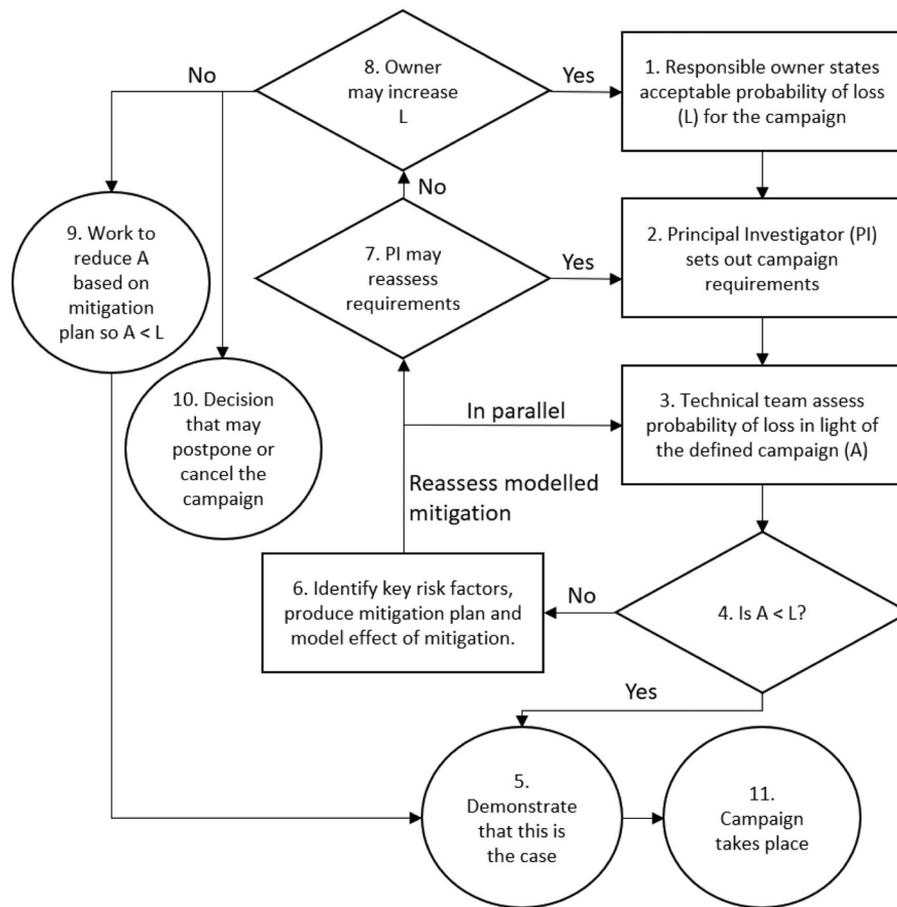 No
8. Owner
may increase
L
Yes
1. Responsible owner states
acceptable probability of loss
(L) for the campaign
No
9. Work to
reduce A
based on
mitigation
plan so A < L
7. PI may
reassess
requirements
Yes
2. Principal Investigator (PI)
sets out campaign
requirements
10. Decision
that may
postpone or
cancel the
campaign
In parallel
3. Technical team assess
probability of loss in light of
the defined campaign (A)
Reassess modelled
mitigation
6. Identify key risk factors,
produce mitigation plan and
model effect of mitigation.
No
4. Is A < L?
Yes
5.
Demonstrate
that this is
the case
11.
Campaign
takes place